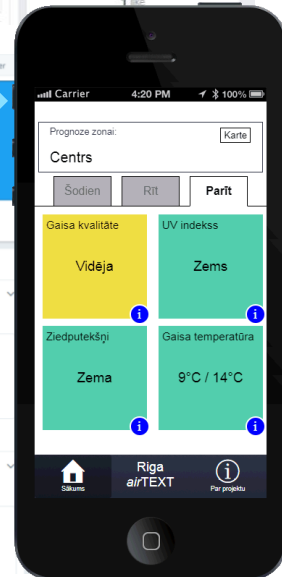 Carrier 4:20 PM 100%
Prognoze zonai:
Karte
Centrs
Šodien Rīt Parīt
Gaisa kvalitāte UV indekss
Vidēja Zems
i i
Ziedputekšņi Gaisa temperatūra
Zema 9°C / 14°C
i i
Riga
airTEXT
i
Sākums Par projektu